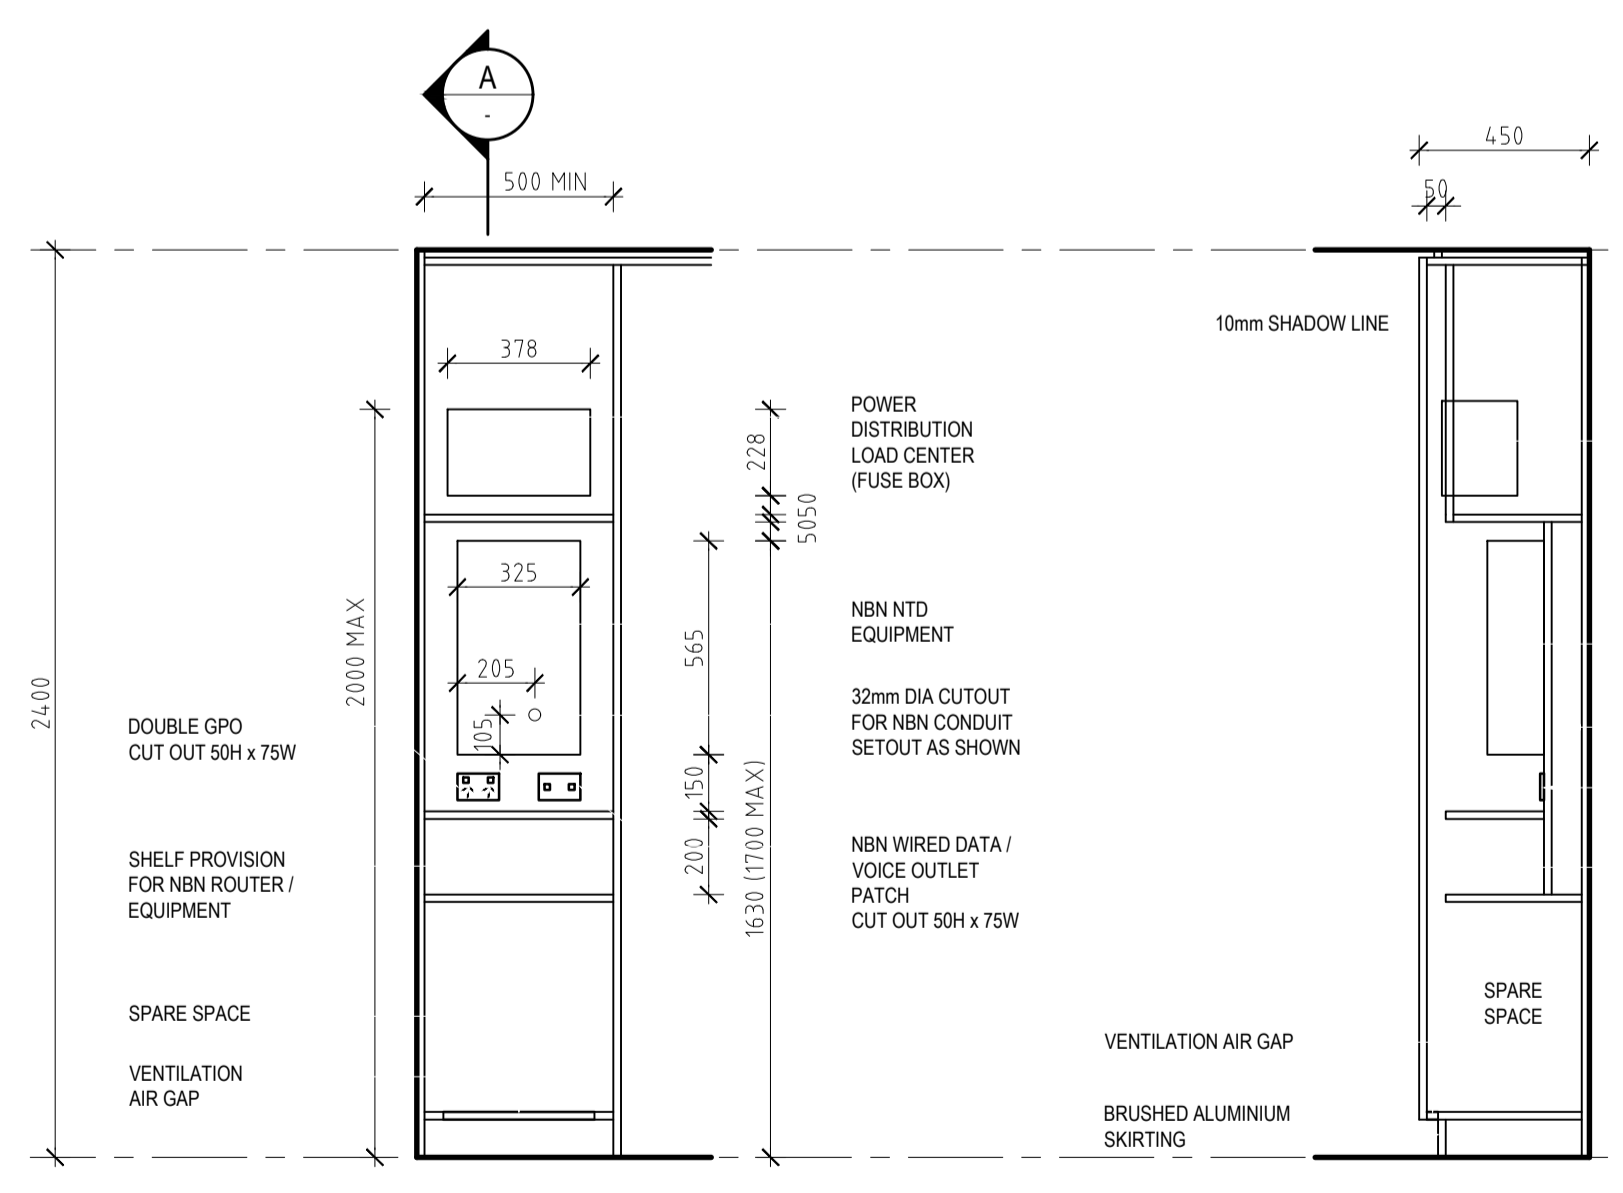 A
-
500 MIN
450
50
10mm SHADOW LINE
378
POWER
DISTRIBUTION
LOAD CENTER
(FUSE BOX)
228
5050
325
NBN NTD
EQUIPMENT
2000 MAX
565
205
2400
32mm DIA CUTOUT
FOR NBN CONDUIT
SETOUT AS SHOWN
105
DOUBLE GPO
CUT OUT 50H x 75W
150
1630 (1700 MAX)
200
NBN WIRED DATA /
VOICE OUTLET
PATCH
CUT OUT 50H x 75W
SHELF PROVISION
FOR NBN ROUTER /
EQUIPMENT
SPARE SPACE
SPARE
SPACE
VENTILATION
AIR GAP
VENTILATION AIR GAP
BRUSHED ALUMINIUM
SKIRTING